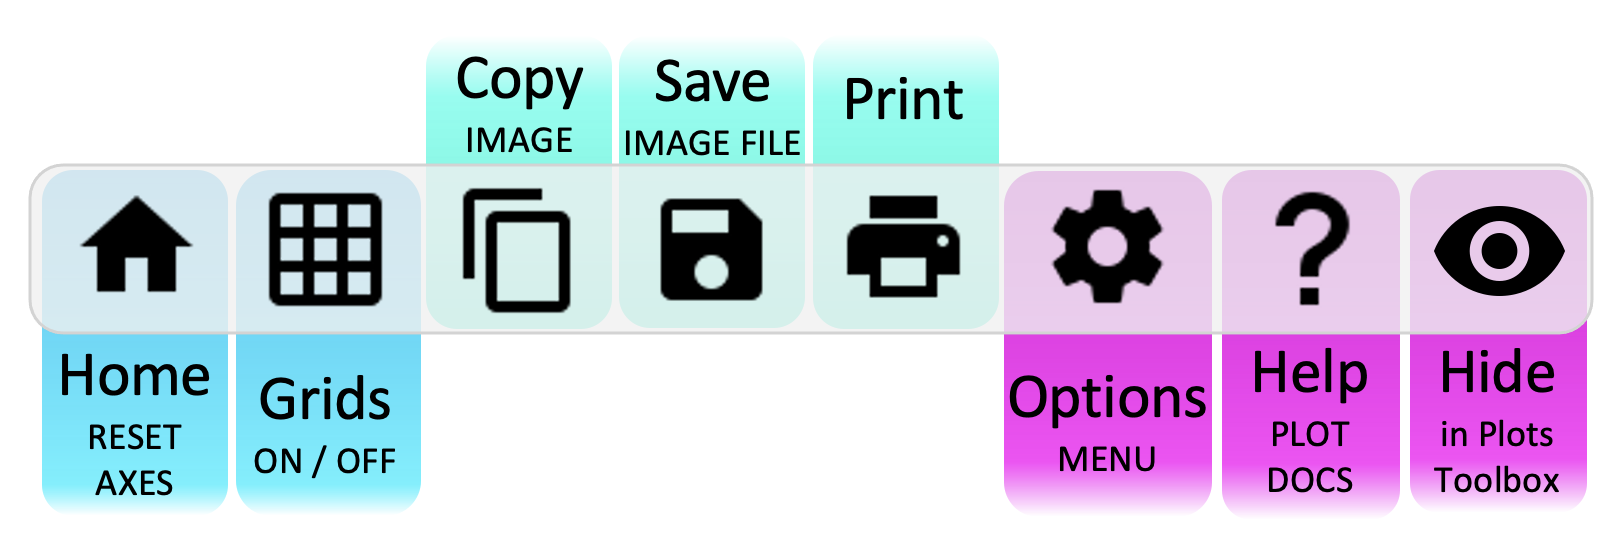 Copy
IMAGE
Save
IMAGE FILE
Print
Home
RESET
AXES
Grids
ON / OFF
Options
MENU
Help
PLOT
DOCS
Hide
in Plots
Toolbox